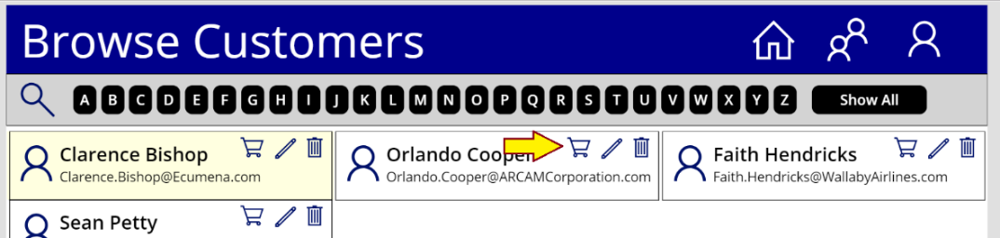 Browse Customers
A B C D E F G H I J K L M N O P Q R S T U V W X Y Z Show All
Clarence Bishop
Clarence.Bishop@Ecumena.com
Orlando Cooper
Orlando.Cooper@ARCAMCorporation.com
Faith Hendricks
Faith.Hendricks@WallabyAirlines.com
Sean Petty